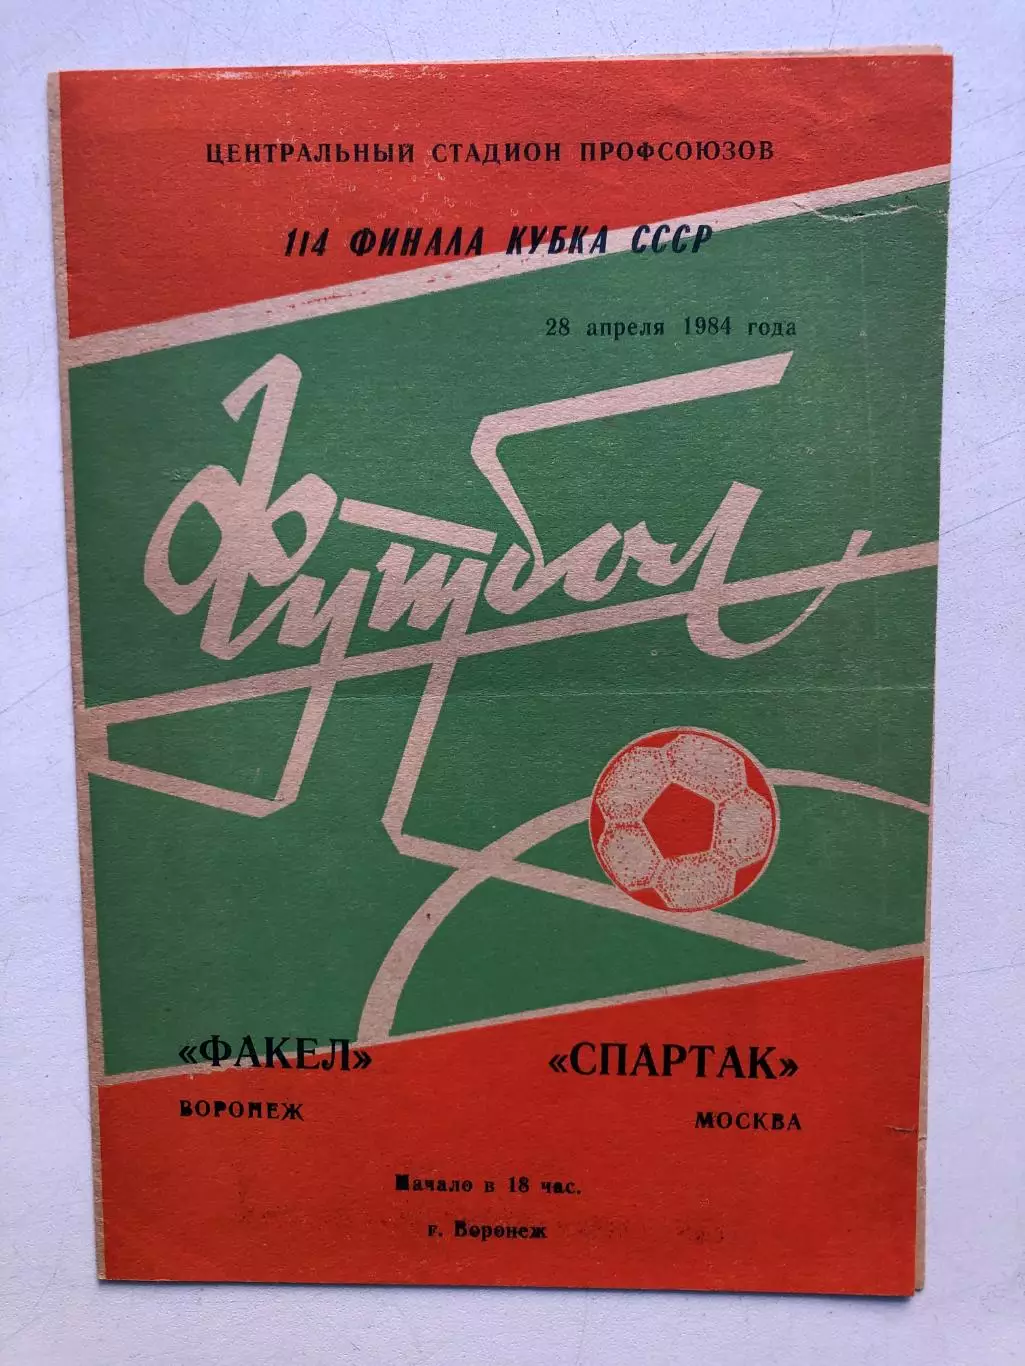 ЦЕНТРАЛЬНЫЙ СТАДИОН ПРОФСОЮЗОВ
1/4 ФИНАЛА КУБКА СССР
28 апреля 1984 года
Футбол
«ФАКЕЛ» «СПАРТАК»
ВОРОНЕЖ МОСКВА
Начало в 18 час.
г. Воронеж